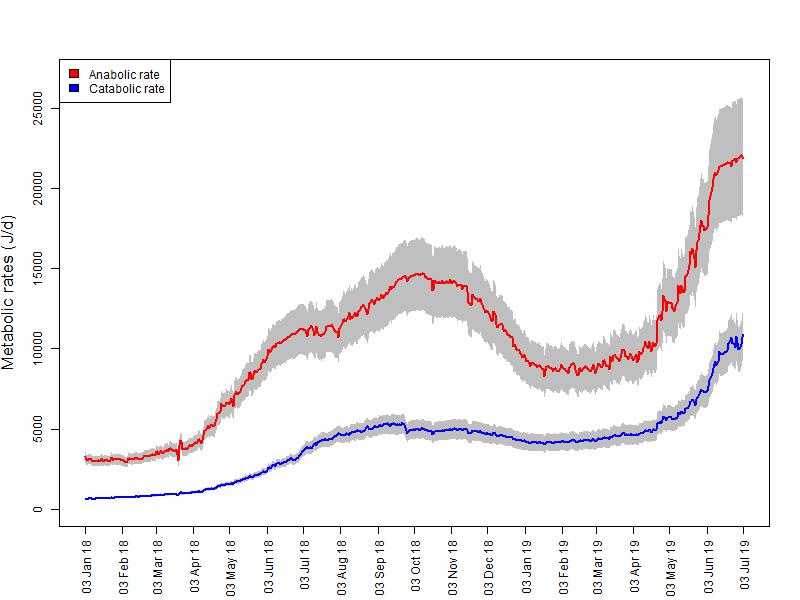 Anabolic rate
Catabolic rate
Metabolic rates (J/d)
25000
20000
15000
10000
5000
0
03 Jan 18
03 Feb 18
03 Mar 18
03 Apr 18
03 May 18
03 Jun 18
03 Jul 18
03 Aug 18
03 Sep 18
03 Oct 18
03 Nov 18
03 Dec 18
03 Jan 19
03 Feb 19
03 Mar 19
03 Apr 19
03 May 19
03 Jun 19
03 Jul 19